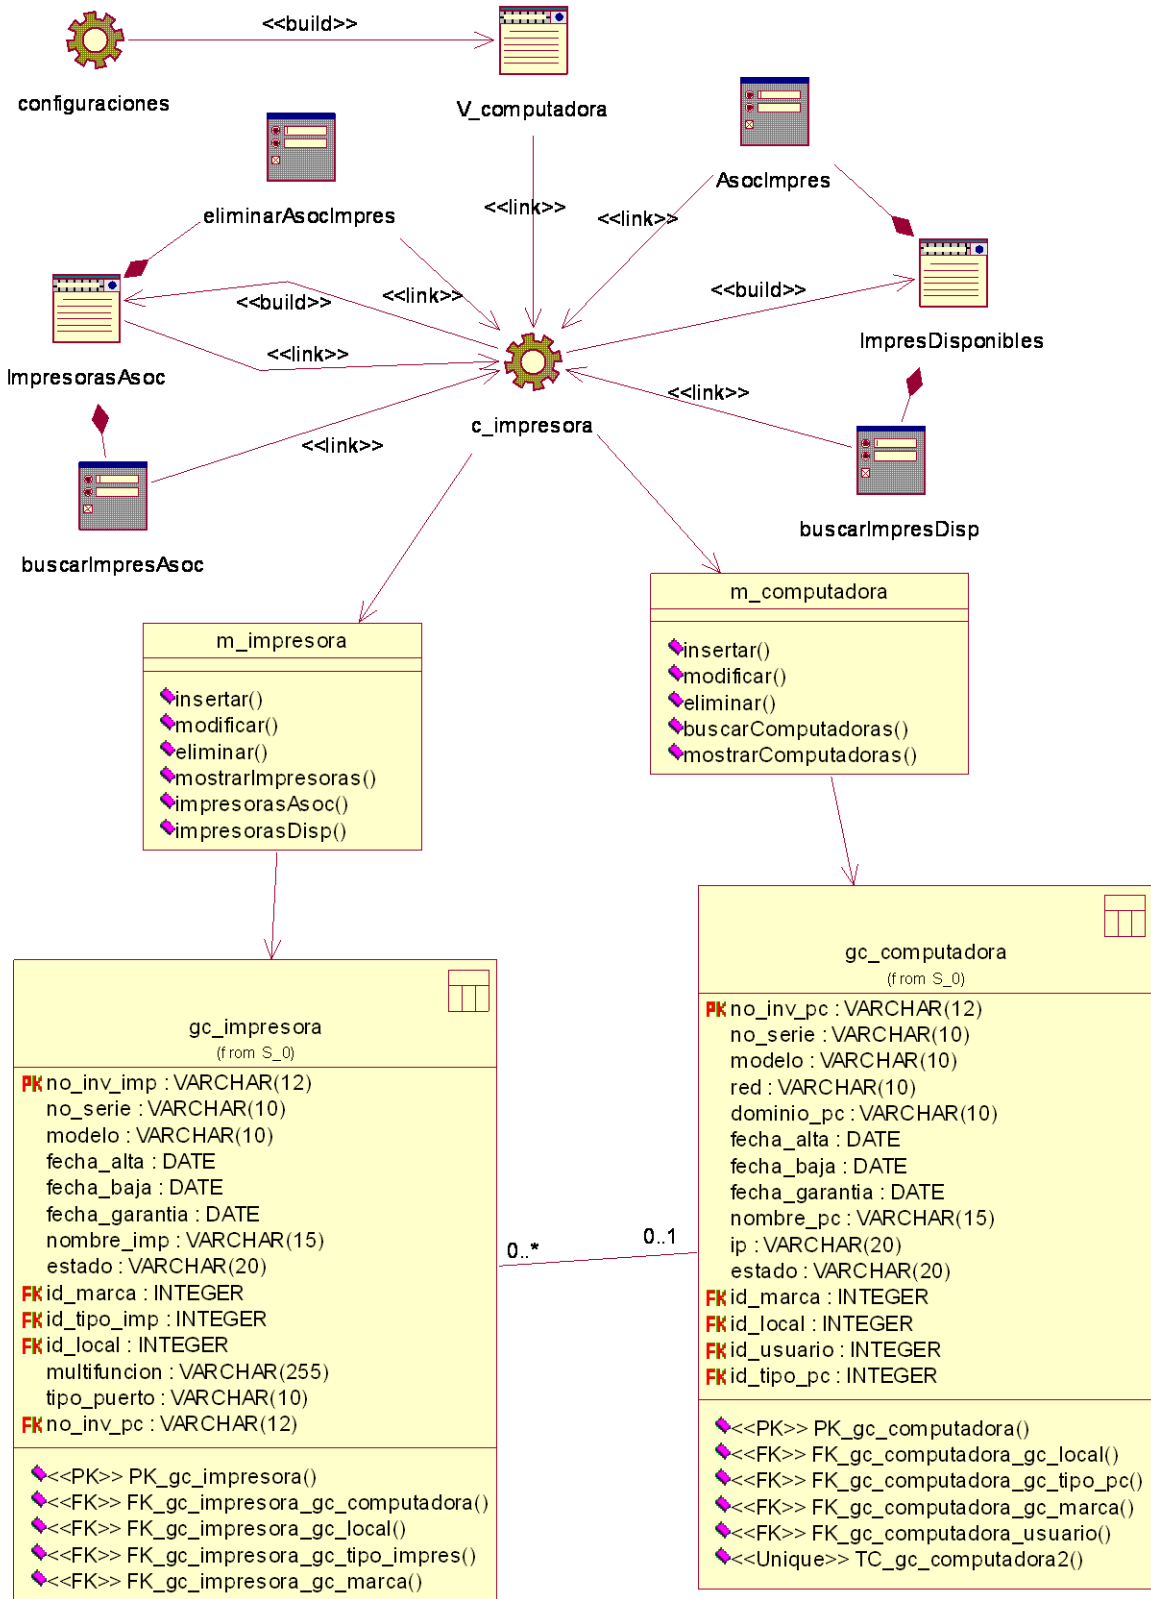 <<build>>
configuraciones
V_computadora
AsocImpres
eliminarAsocImpres
<<link>>
<<link>>
<<build>>
<<link>>
<<build>>
ImpresDisponibles
<<link>>
ImpresorasAsoc
<<link>>
c_impresora
<<link>>
buscarImpresDisp
buscarImpresAsoc
m_computadora
insertar()
modificar()
eliminar()
buscarComputadoras()
mostrarComputadoras()
m_impresora
insertar()
modificar()
eliminar()
mostrarImpresoras()
impresorasAsoc()
impresorasDisp()
gc_computadora
(from S_0)
PK no_inv_pc : VARCHAR(12)
no_serie : VARCHAR(10)
modelo : VARCHAR(10)
red : VARCHAR(10)
dominio_pc : VARCHAR(10)
fecha_alta : DATE
fecha_baja : DATE
fecha_garantia : DATE
nombre_pc : VARCHAR(15)
ip : VARCHAR(20)
estado : VARCHAR(20)
FK id_marca : INTEGER
FK id_local : INTEGER
FK id_usuario : INTEGER
FK id_tipo_pc : INTEGER
<<PK>> PK_gc_computadora()
<<FK>> FK_gc_computadora_gc_local()
<<FK>> FK_gc_computadora_gc_tipo_pc()
<<FK>> FK_gc_computadora_gc_marca()
<<FK>> FK_gc_computadora_usuario()
<<Unique>> TC_gc_computadora2()
0..*
0..1
gc_impresora
(from S_0)
PK no_inv_imp : VARCHAR(12)
no_serie : VARCHAR(10)
modelo : VARCHAR(10)
fecha_alta : DATE
fecha_baja : DATE
fecha_garantia : DATE
nombre_imp : VARCHAR(15)
estado : VARCHAR(20)
FK id_marca : INTEGER
FK id_tipo_imp : INTEGER
FK id_local : INTEGER
multifuncion : VARCHAR(255)
tipo_puerto : VARCHAR(10)
FK no_inv_pc : VARCHAR(12)
<<PK>> PK_gc_impresora()
<<FK>> FK_gc_impresora_gc_computadora()
<<FK>> FK_gc_impresora_gc_local()
<<FK>> FK_gc_impresora_gc_tipo_impres()
<<FK>> FK_gc_impresora_gc_marca()